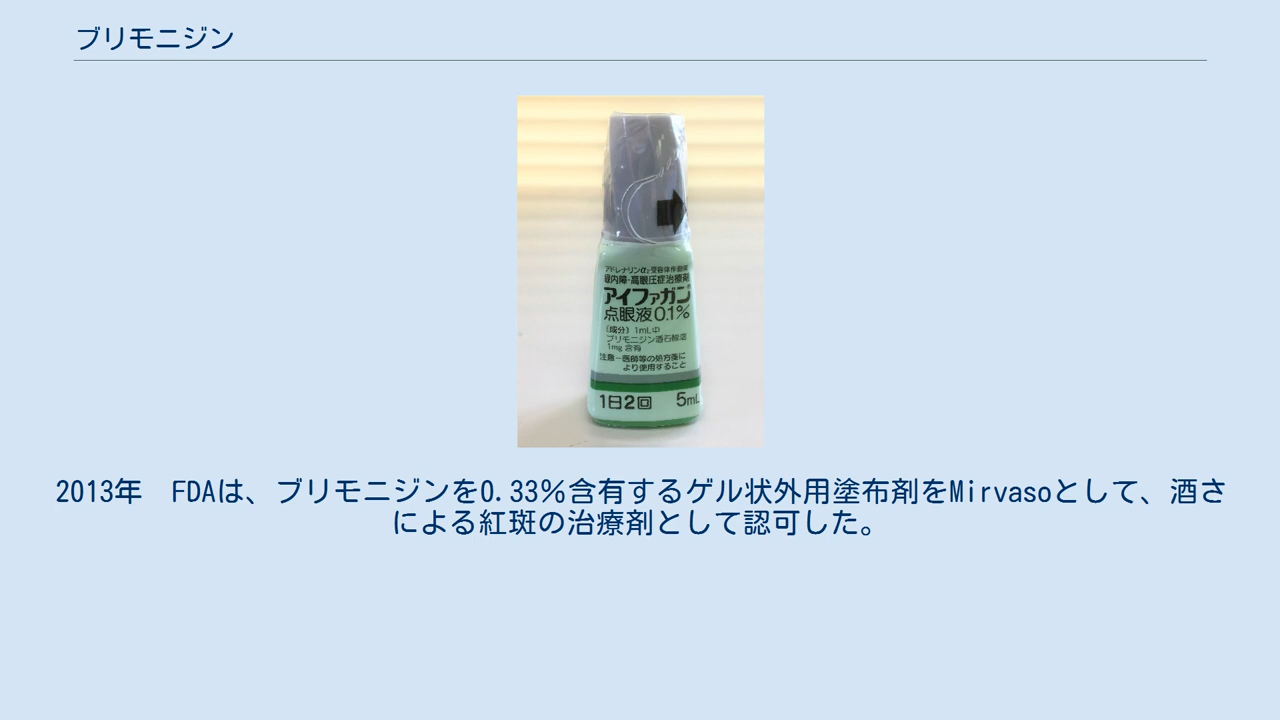 ブリモニジン
アドレナリンα₂受容体作動薬
緑内障・高眼圧症治療剤
アイファガン
点眼液0.1%
〔成分〕1mL中
ブリモニジン酒石酸塩
1mg 含有
注意－医師等の処方箋に
より使用すること
1日2回 5mL
2013年　FDAは、ブリモニジンを0.33％含有するゲル状外用塗布剤をMirvasoとして、酒さ
による紅斑の治療剤として認可した。